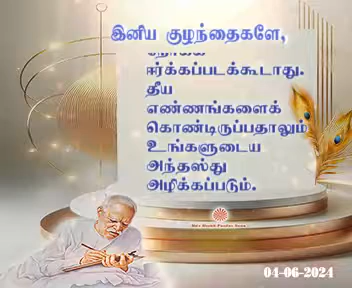 இனிய குழந்தைகளே,
ஈர்க்கப்படக்கூடாது.
தீய
எண்ணங்களைக்
கொண்டிருப்பதாலும்
உங்களுடைய
அந்தஸ்து
அழிக்கப்படும்.
04-06-2024